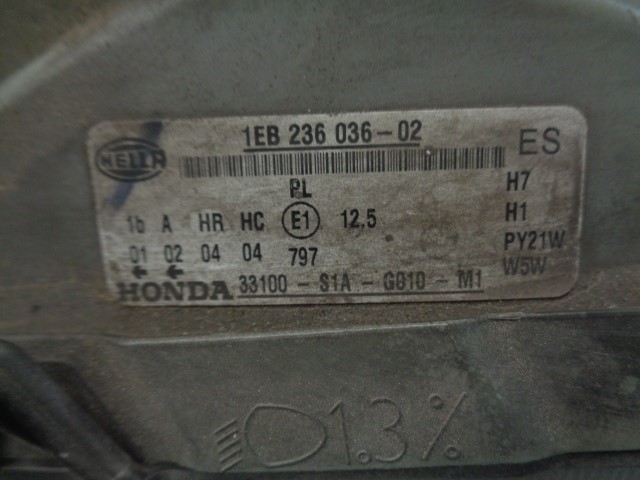 HELLA 1EB 236 036-02 ES
PL H7
1b A HR HC E1 12.5 H1
01 02 04 04 797 PY21W
HONDA 33100 - S1A - G010 - M1 W5W
1.3%